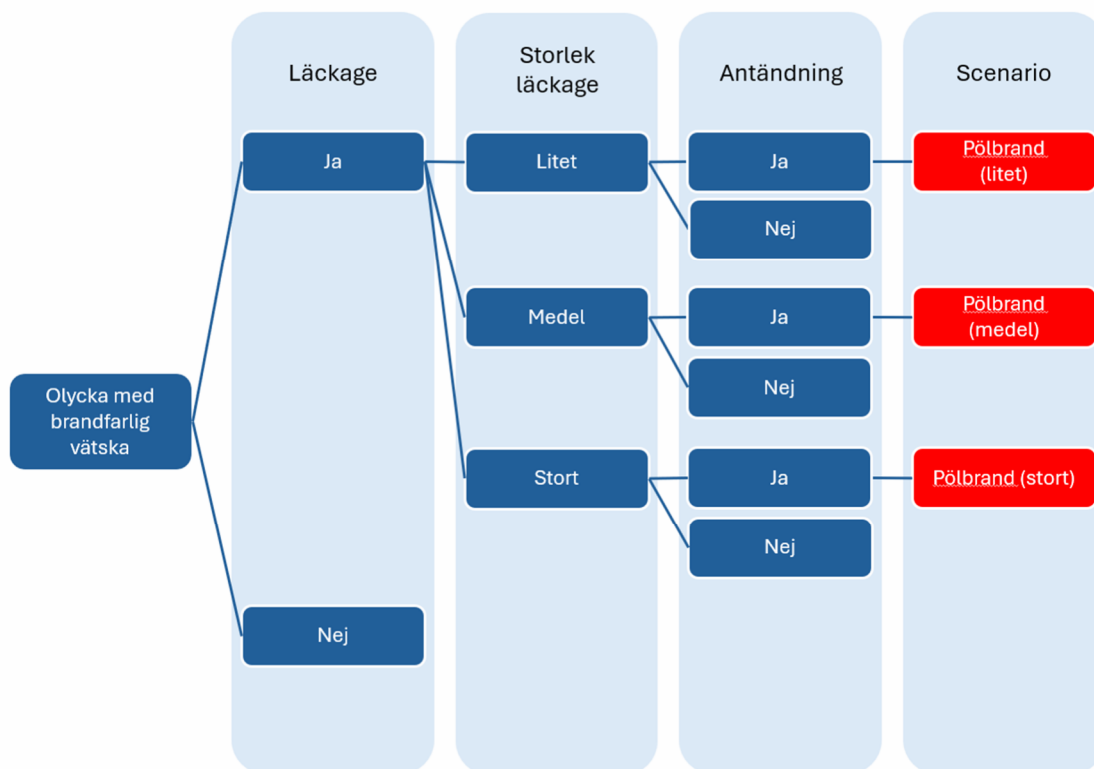 Läckage
Storlek
läckage
Antändning
Scenario
Ja
Litet
Ja
Pölbrand
(litet)
Nej
Medel
Ja
Pölbrand
(medel)
Nej
Olycka med
brandfarlig
vätska
Stort
Ja
Pölbrand (stort)
Nej
Nej